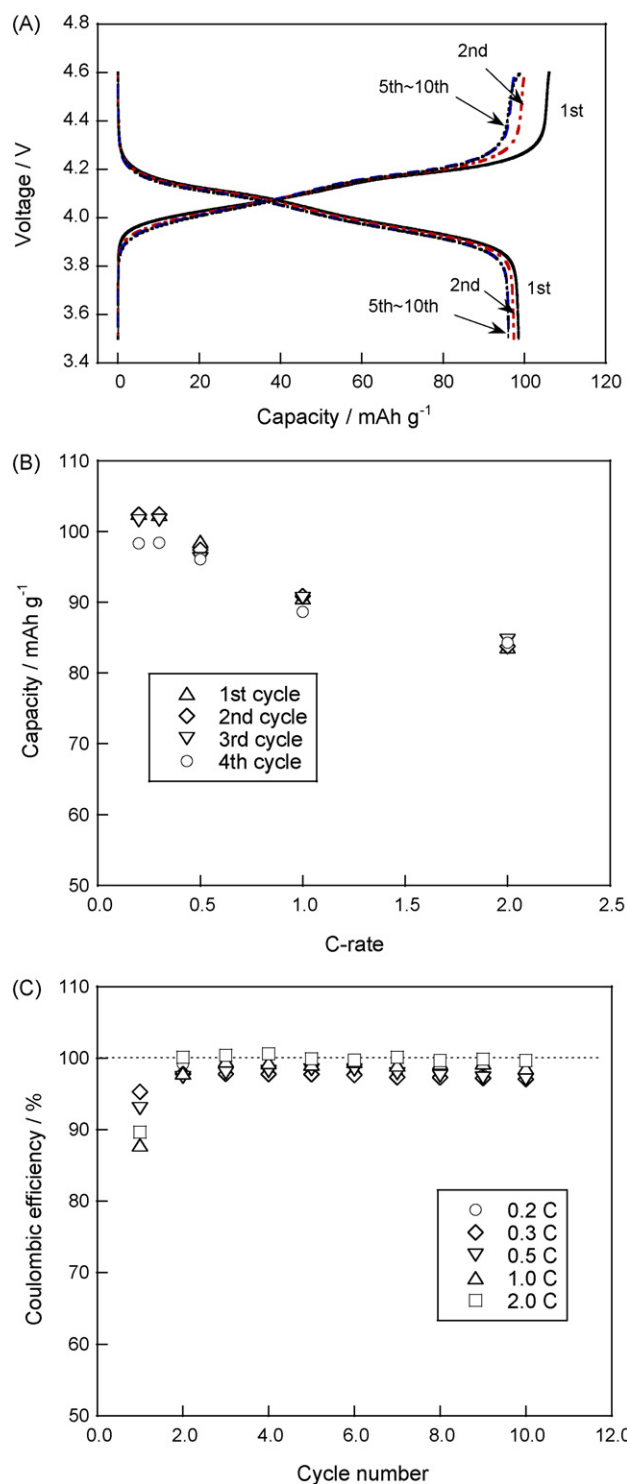 (A)
4.8
4.6
4.4
4.2
4.0
3.8
3.6
3.4
Voltage / V
2nd
5th~10th
1st
2nd
1st
5th~10th
0 20 40 60 80 100 120
Capacity / mAh g-1
(B)
110
100
90
80
70
60
50
Capacity / mAh g-1
1st cycle
2nd cycle
3rd cycle
4th cycle
0.0 0.5 1.0 1.5 2.0 2.5
C-rate
(C)
110
100
90
80
70
60
50
Coulombic efficiency / %
0.2 C
0.3 C
0.5 C
1.0 C
2.0 C
0.0 2.0 4.0 6.0 8.0 10.0 12.0
Cycle number